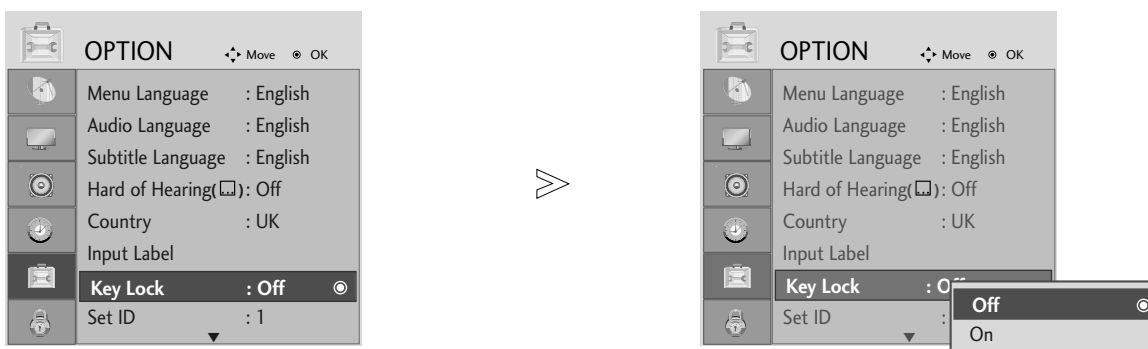 OPTION Move OK
Menu Language : English
Audio Language : English
Subtitle Language : English
Hard of Hearing( ) : Off
Country : UK
Input Label
Key Lock : Off
Set ID : 1
OPTION Move OK
Menu Language : English
Audio Language : English
Subtitle Language : English
Hard of Hearing( ) : Off
Country : UK
Input Label
Key Lock : O
Set ID :
Off
On